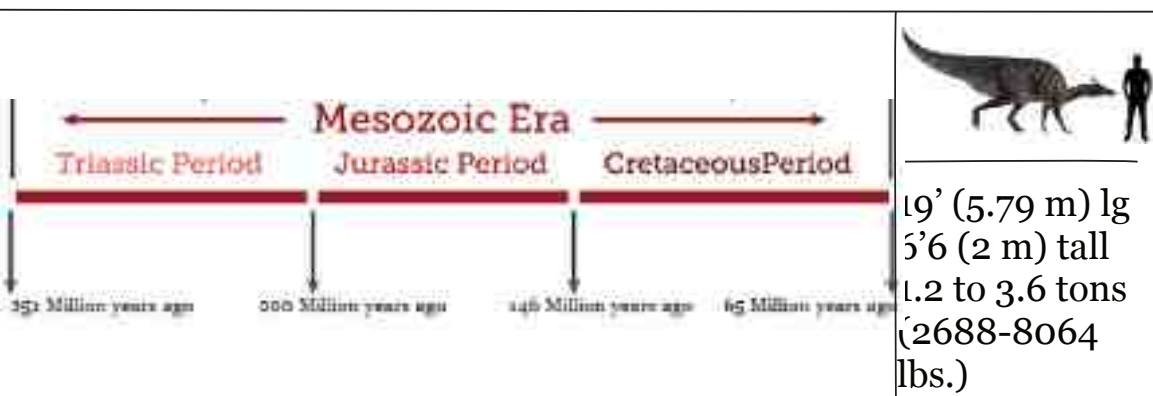 Mesozoic Era
Triassic Period Jurassic Period CretaceousPeriod
251 Million years ago 200 Million years ago 146 Million years ago 65 Million years ago
19’ (5.79 m) lg
6’6 (2 m) tall
1.2 to 3.6 tons
(2688-8064
lbs.)